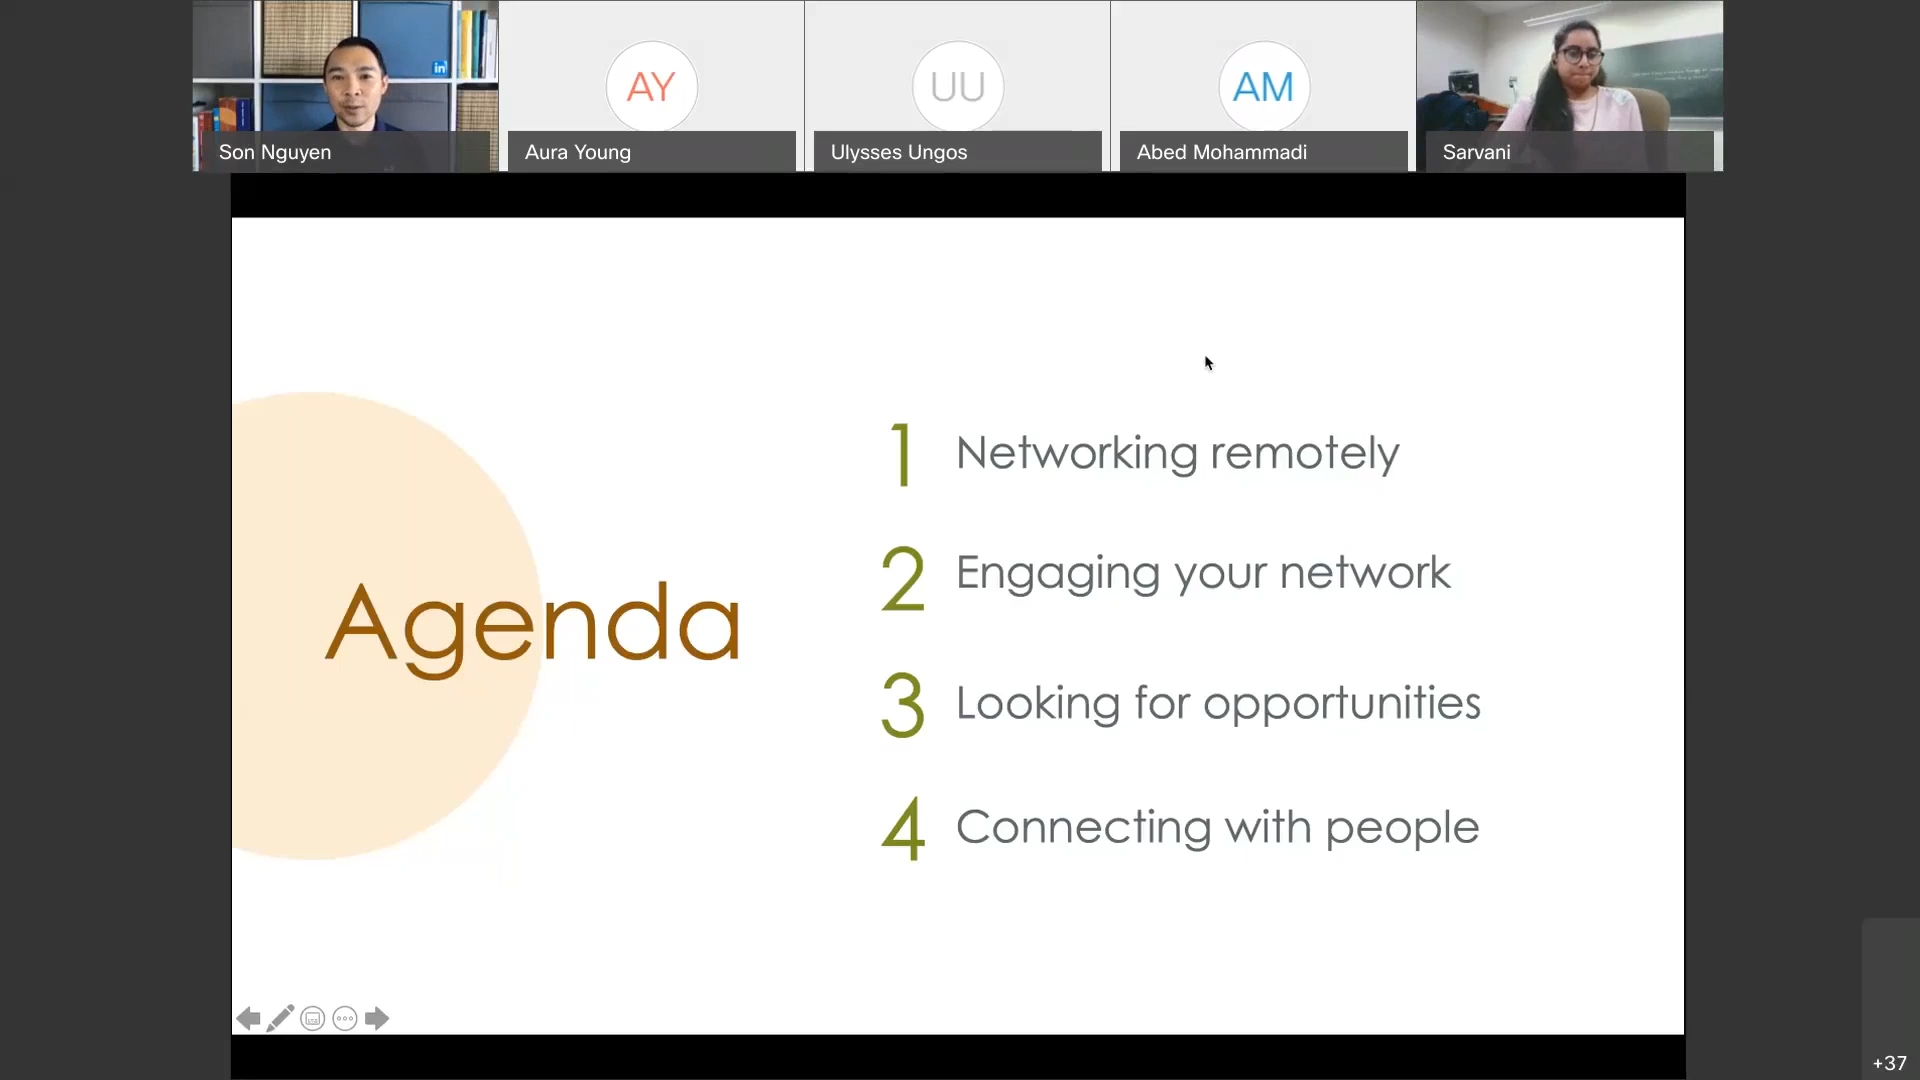 in
AY
UU
AM
Son Nguyen
Aura Young
Ulysses Ungos
Abed Mohammadi
Sarvani
Agenda
1 Networking remotely
2 Engaging your network
3 Looking for opportunities
4 Connecting with people
+37